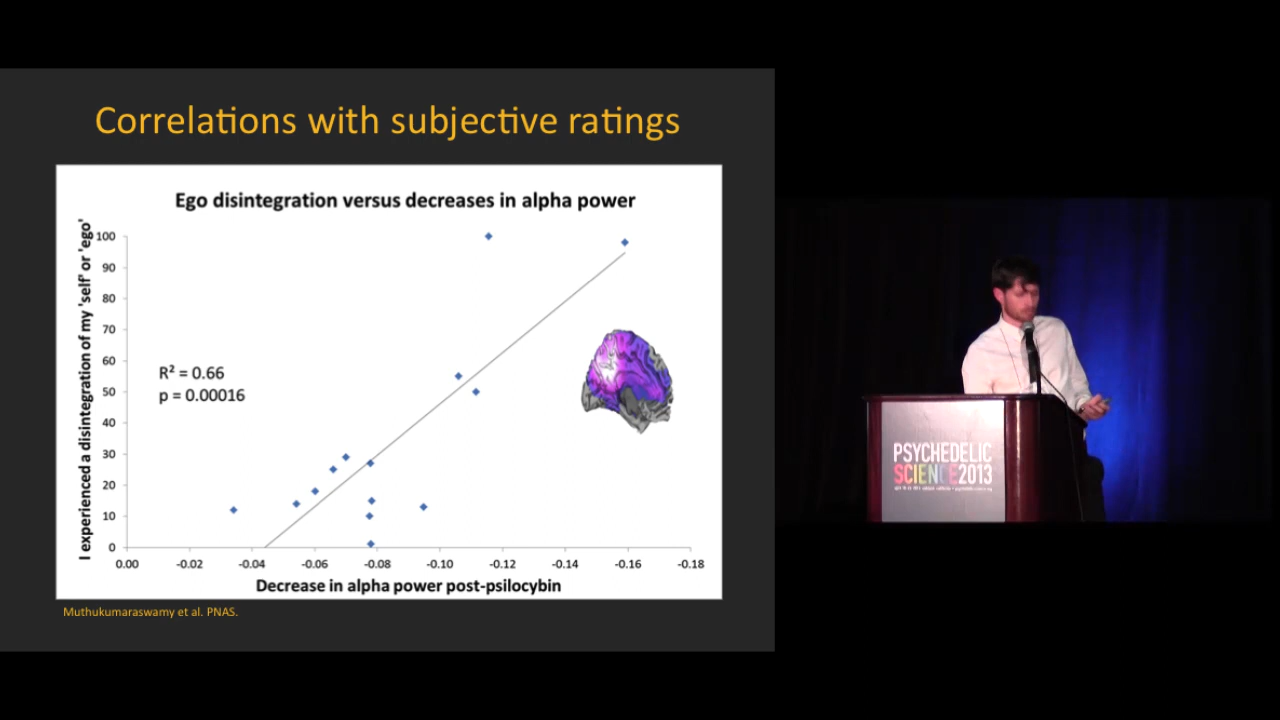 Correlations with subjective ratings
Ego disintegration versus decreases in alpha power
I experienced a disintegration of my 'self' or 'ego'
100
90
80
70
60
50
40
30
20
10
0
R² = 0.66
p = 0.00016
0.00 -0.02 -0.04 -0.06 -0.08 -0.10 -0.12 -0.14 -0.16 -0.18
Decrease in alpha power post-psilocybin
Muthukumaraswamy et al. PNAS.
PSYCHEDELIC
SCIENCE2013